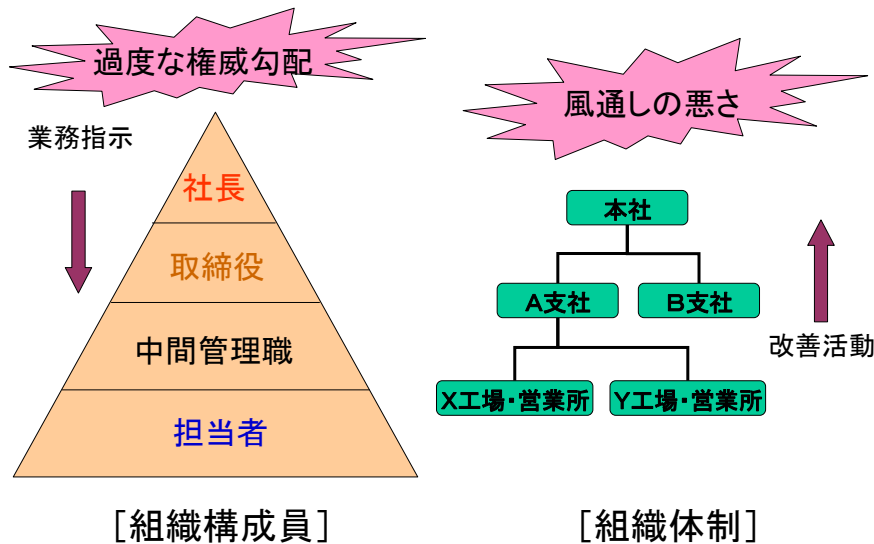 過度な権威勾配
業務指示
社長
取締役
中間管理職
担当者
［組織構成員］
風通しの悪さ
本社
A支社
B支社
X工場・営業所
Y工場・営業所
改善活動
［組織体制］